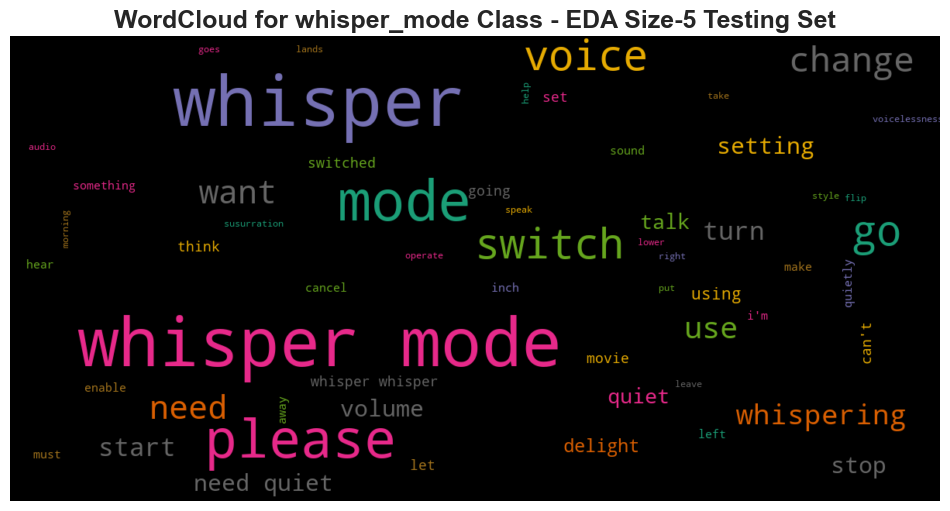 WordCloud for whisper_mode Class - EDA Size-5 Testing Set
goes
lands
voice
change
whisper
help
set
take
voicelessness
audio
switched
sound
setting
something
want
mode
going
style
flip
morning
susurration
speak
talk
turn
go
think
switch
lower
hear
operate
right
make
quietly
cancel
inch
put
using
i'm
whisper mode
use
can't
movie
enable
whisper whisper
leave
need
away
volume
quiet
whispering
please
start
delight
left
must
let
stop
need quiet